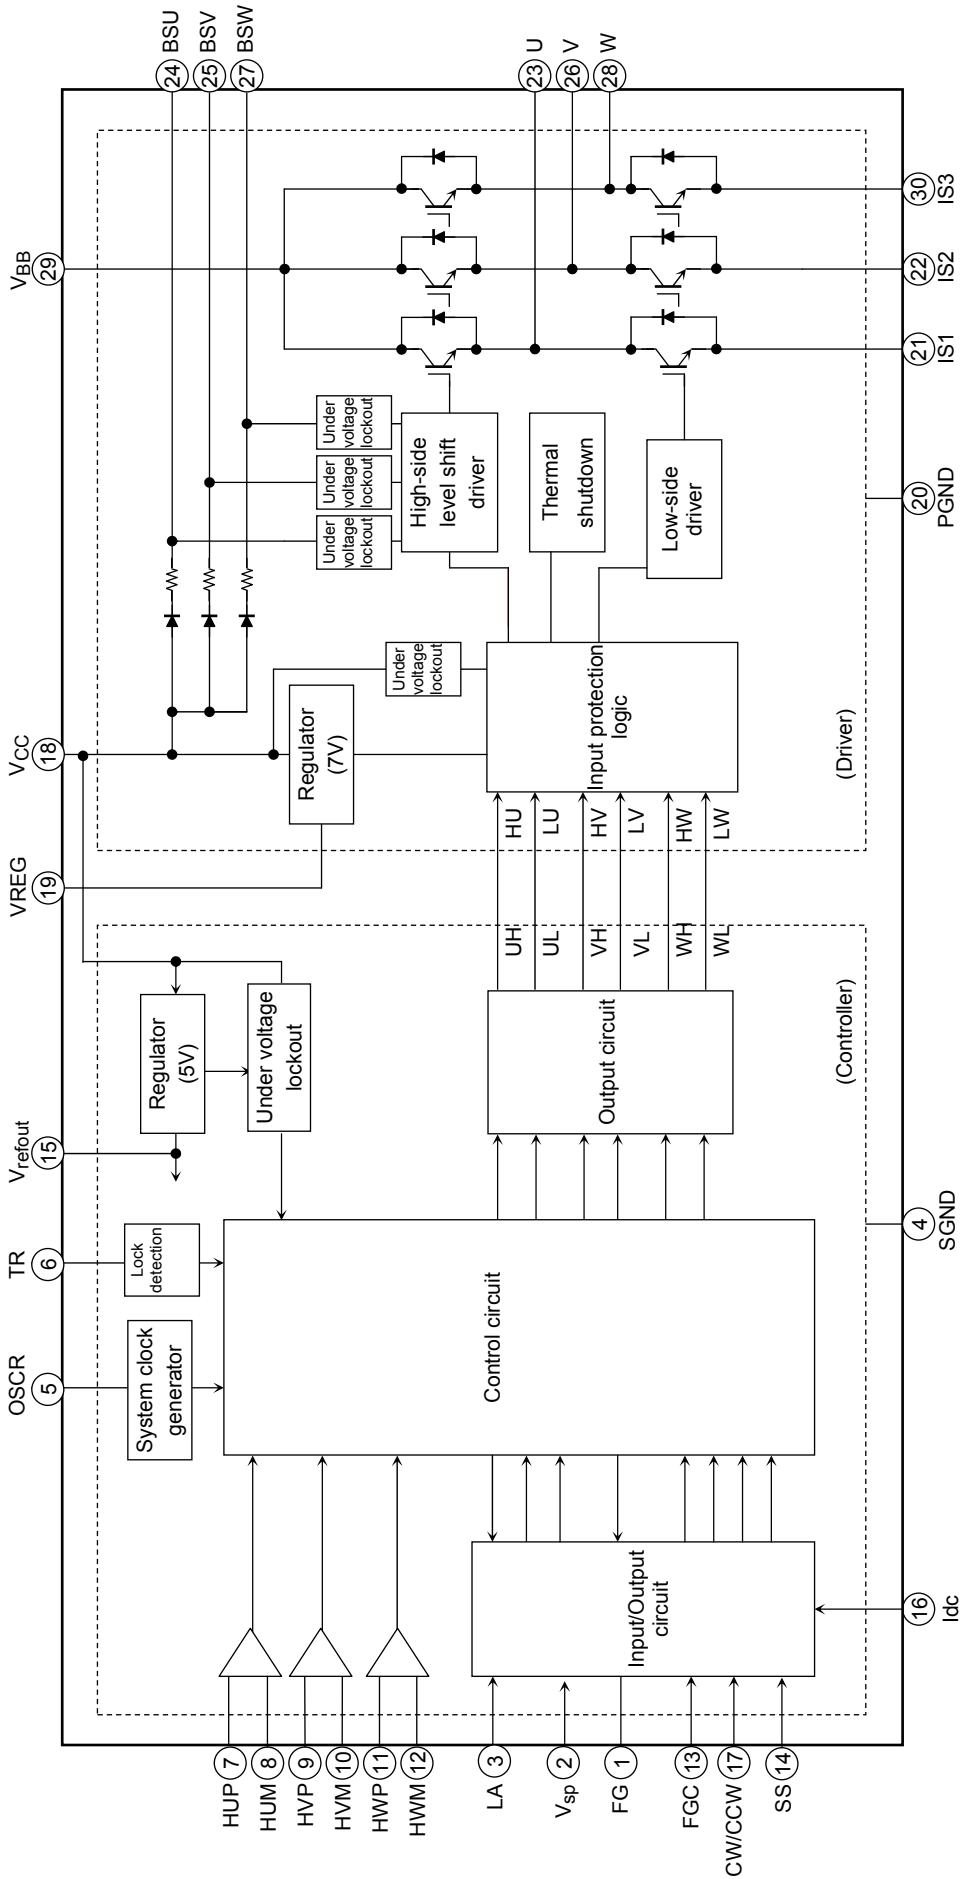 VREG
19
VCC
18
VBB
29
24 BSU
25 BSV
27 BSW
OSCR
5
TR
6
Vrefout
15
System clock
generator
Lock
detection
Regulator
(5V)
Under voltage
lockout
Regulator
(7V)
Under
voltage
lockout
Under
voltage
lockout
Under
voltage
lockout
Under
voltage
lockout
High-side
level shift
driver
Thermal
shutdown
Low-side
driver
23 U
26 V
28 W
HUP 7
HUM 8
HVP 9
HVM 10
HWP 11
HWM 12
LA 3
Vsp 2
FG 1
FGC 13
CW/CCW 17
SS 14
Input/Output
circuit
Control circuit
Output circuit
Input protection
logic
UH
UL
VH
VL
WH
WL
HU
LU
HV
LV
HW
LW
(Controller)
(Driver)
16
Idc
4
SGND
20
PGND
21
IS1
22
IS2
30
IS3